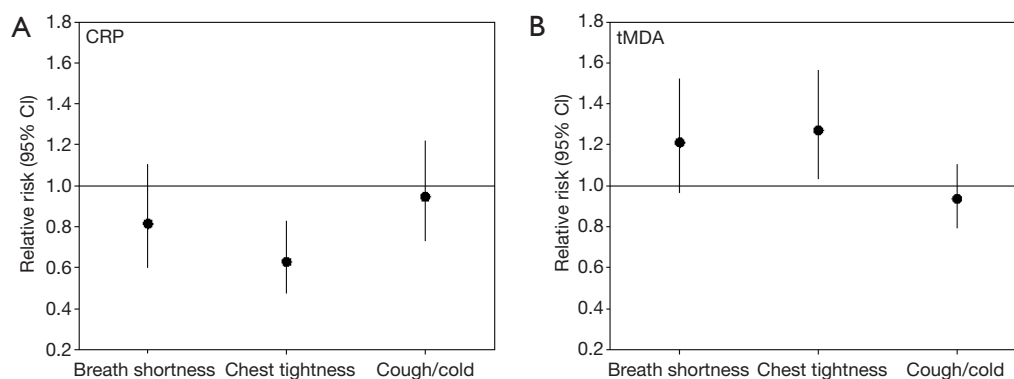 A
CRP
Relative risk (95% CI)
1.8
1.6
1.4
1.2
1.0
0.8
0.6
0.4
0.2
Breath shortness Chest tightness Cough/cold
B
tMDA
Relative risk (95% CI)
1.8
1.6
1.4
1.2
1.0
0.8
0.6
0.4
0.2
Breath shortness Chest tightness Cough/cold